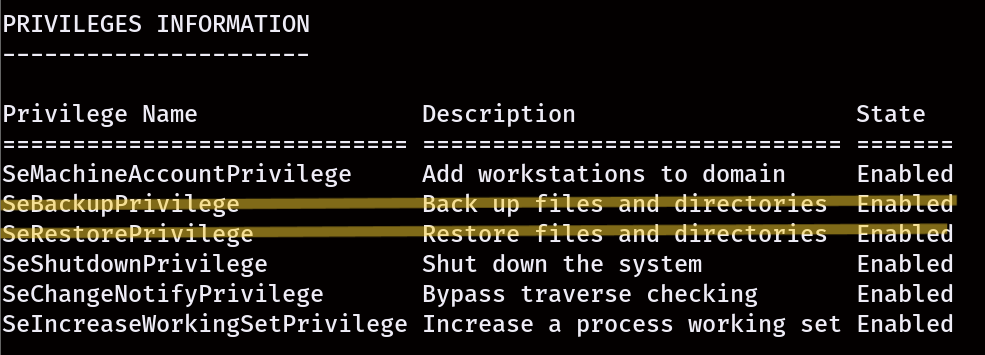 PRIVILEGES INFORMATION
----------------------
Privilege Name Description State
============================= ============================== =======
SeMachineAccountPrivilege Add workstations to domain Enabled
SeBackupPrivilege Back up files and directories Enabled
SeRestorePrivilege Restore files and directories Enabled
SeShutdownPrivilege Shut down the system Enabled
SeChangeNotifyPrivilege Bypass traverse checking Enabled
SeIncreaseWorkingSetPrivilege Increase a process working set Enabled